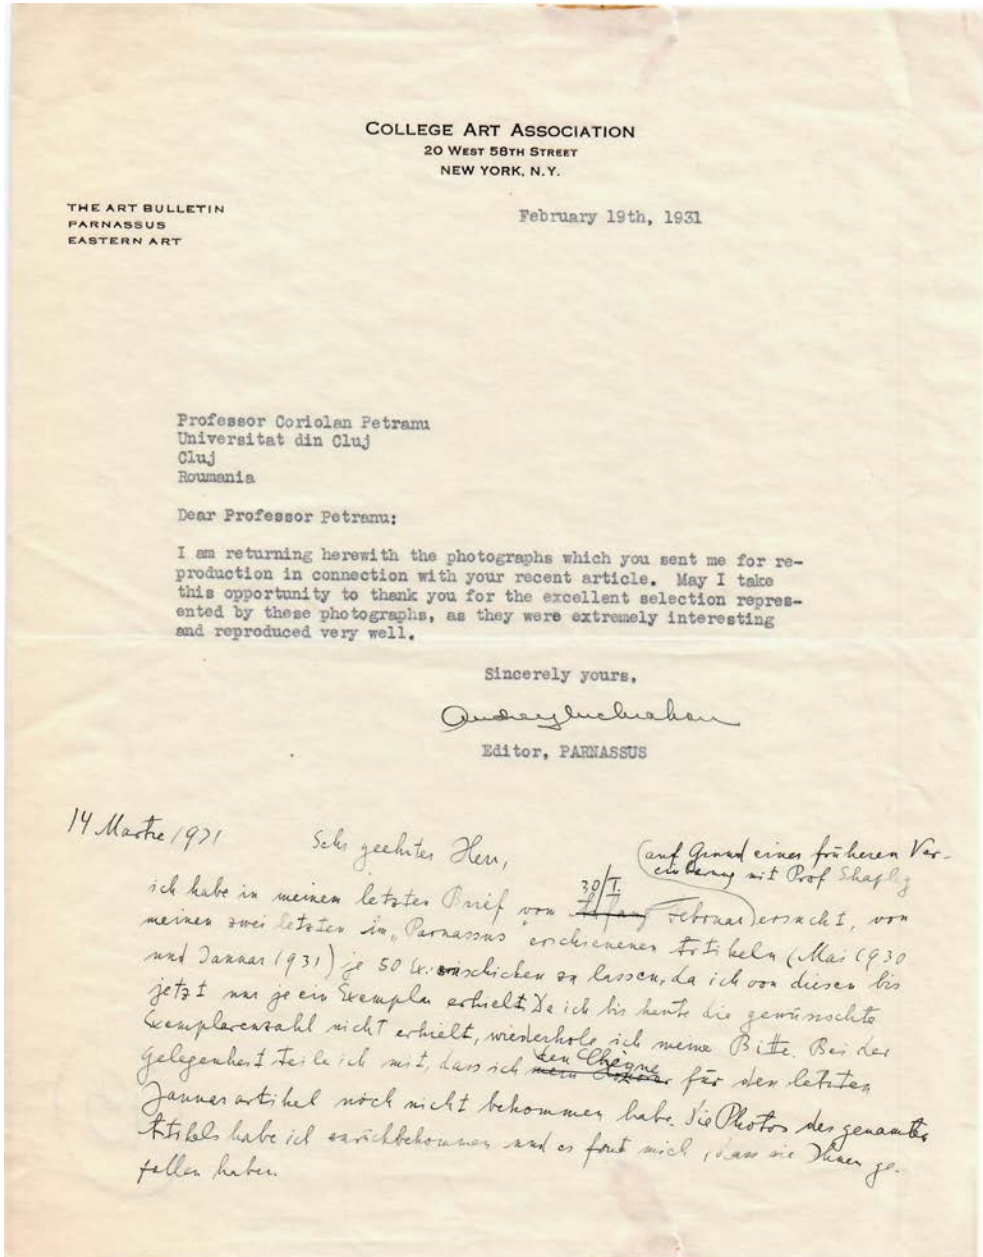 COLLEGE ART ASSOCIATION
20 WEST 58TH STREET
NEW YORK, N.Y.
THE ART BULLETIN
PARNASSUS
EASTERN ART
February 19th, 1931
Professor Coriolan Petranu
Universitat din Cluj
Cluj
Roumania
Dear Professor Petranu:
I am returning herewith the photographs which you sent me for re-
production in connection with your recent article. May I take
this opportunity to thank you for the excellent selection repres-
ented by these photographs, as they were extremely interesting
and reproduced very well.
Sincerely yours,
Editor, PARNASSUS
14 Martie 1931
Sehr geehrter Herr,
(auf Grund eines früheren Ver-
einbarung mit Prof Shapley
ich habe in meinem letzten Brief vom 30/I. Februar ersucht, von
meinen zwei letzten im „Parnassus" erschienenen Artikeln (Mai 1930
und Januar 1931) je 50 Ex. schicken zu lassen, da ich von diesen bis
jetzt nur je ein Exemplar erhielt. Da ich bis heute die gewünschte
Exemplarenzahl nicht erhielt, wiederhole ich meine Bitte. Bei der
Gelegenheit teile ich mit, dass ich den Cheque für den letzten
Januarartikel noch nicht bekommen habe. Die Photos des genannten
Artikels habe ich zurückbekommen und es freut mich, dass sie Ihnen ge-
fallen haben.